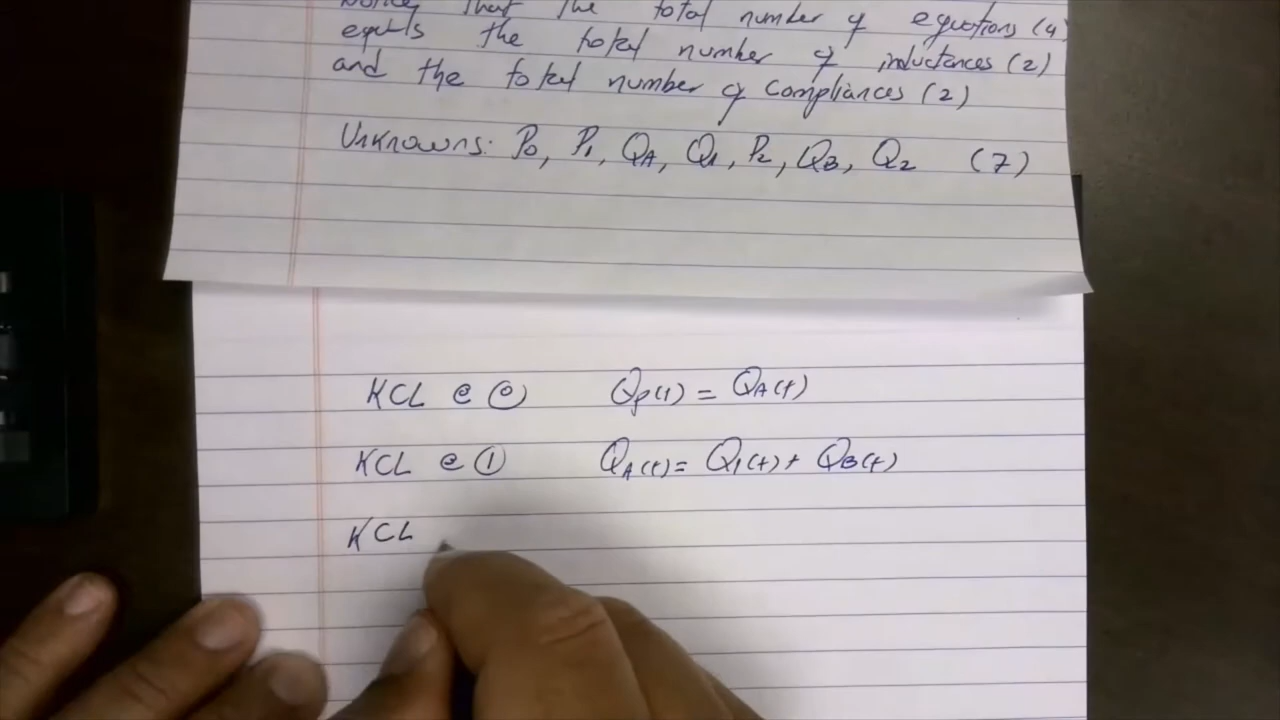 Notice that the total number of equations (4)
equals the total number of inductances (2)
and the total number of compliances (2)
Unknowns: P0, P1, QA, Q1, P2, QB, Q2 (7)
KCL @ ⓪ Qp(t) = QA(t)
KCL @ ① QA(t) = Q1(t) + QB(t)
KCL